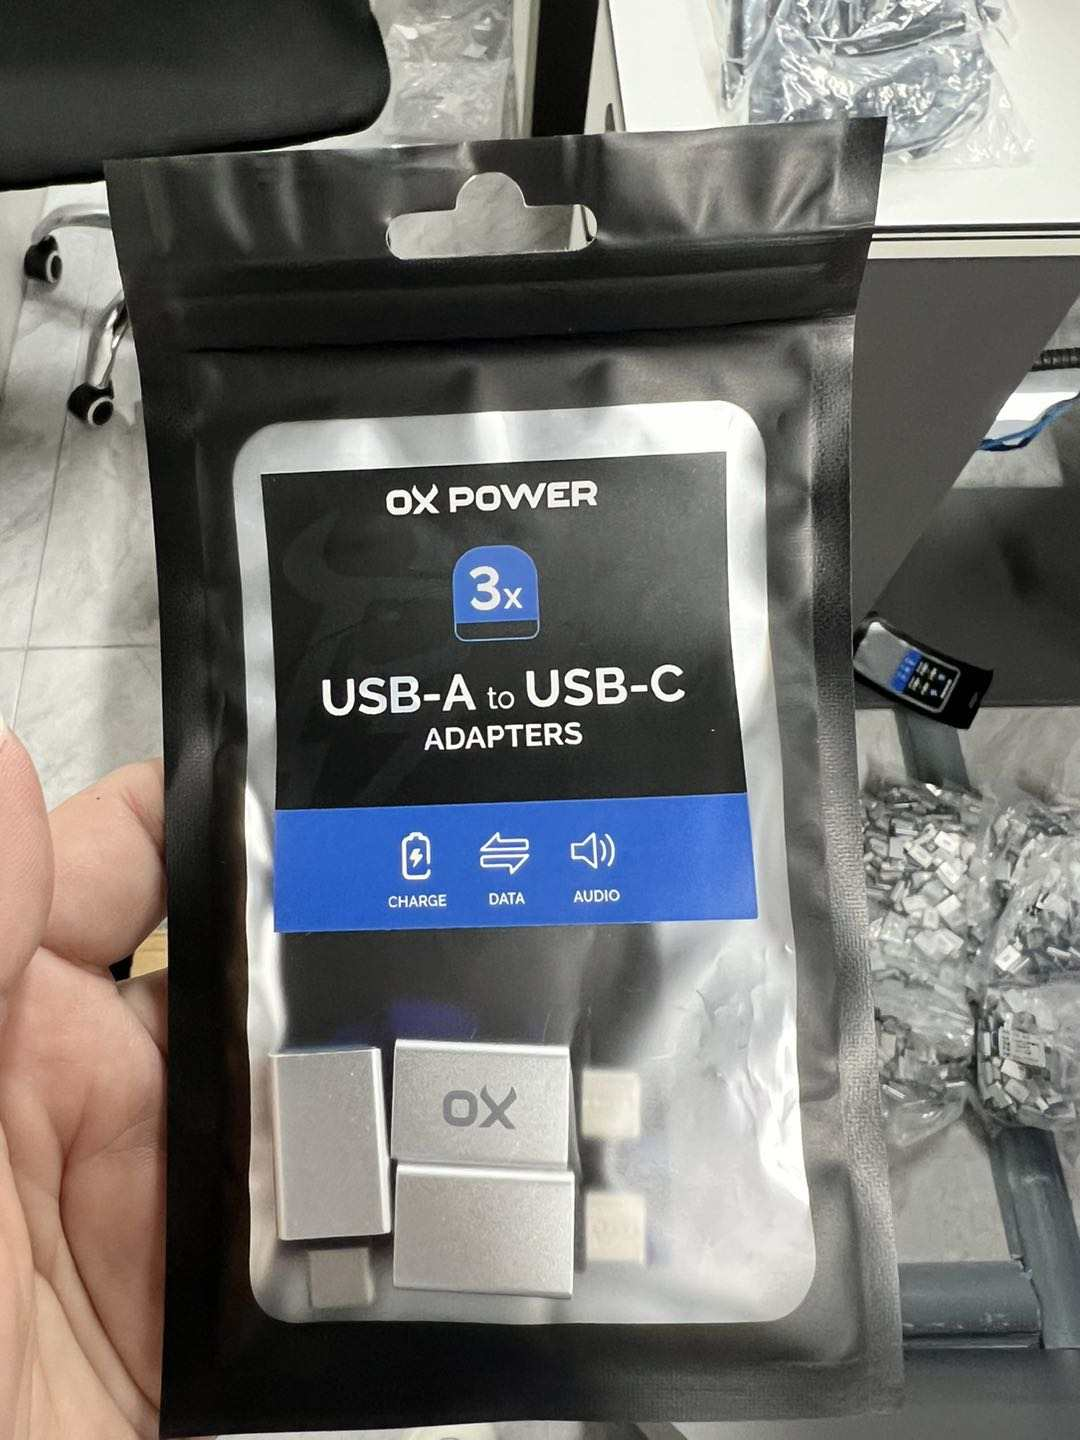 OX POWER
3x
USB-A to USB-C
ADAPTERS
CHARGE DATA AUDIO
OX